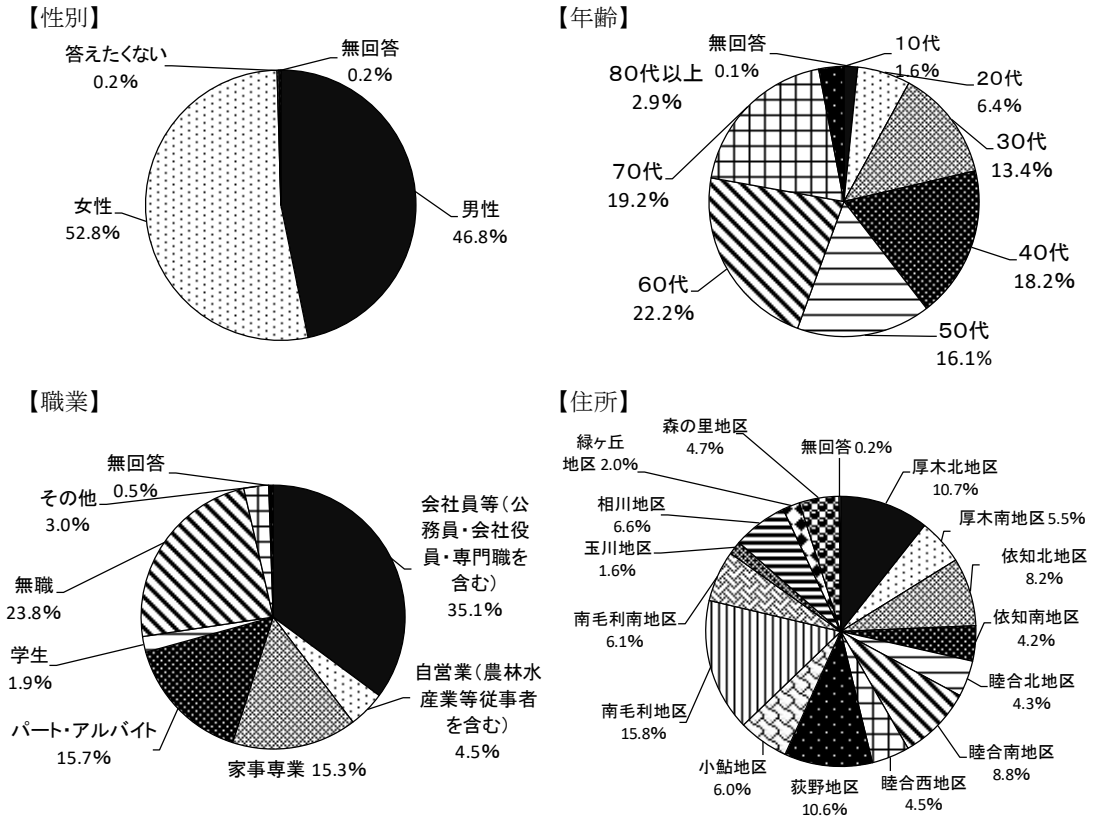 【性別】
答えたくない
0.2%
無回答
0.2%
女性
52.8%
男性
46.8%
【年齢】
無回答
0.1%
10代
1.6%
80代以上
2.9%
20代
6.4%
30代
13.4%
70代
19.2%
40代
18.2%
60代
22.2%
50代
16.1%
【職業】
無回答
0.5%
その他
3.0%
会社員等(公
務員・会社役
員・専門職を
含む)
35.1%
無職
23.8%
学生
1.9%
自営業(農林水
産業等従事者
を含む)
4.5%
パート・アルバイト
15.7%
家事専業 15.3%
【住所】
森の里地区
4.7%
無回答 0.2%
緑ヶ丘
地区 2.0%
厚木北地区
10.7%
相川地区
6.6%
厚木南地区 5.5%
玉川地区
1.6%
依知北地区
8.2%
南毛利南地区
6.1%
依知南地区
4.2%
睦合北地区
4.3%
南毛利地区
15.8%
睦合南地区
8.8%
小鮎地区
6.0%
荻野地区
10.6%
睦合西地区
4.5%